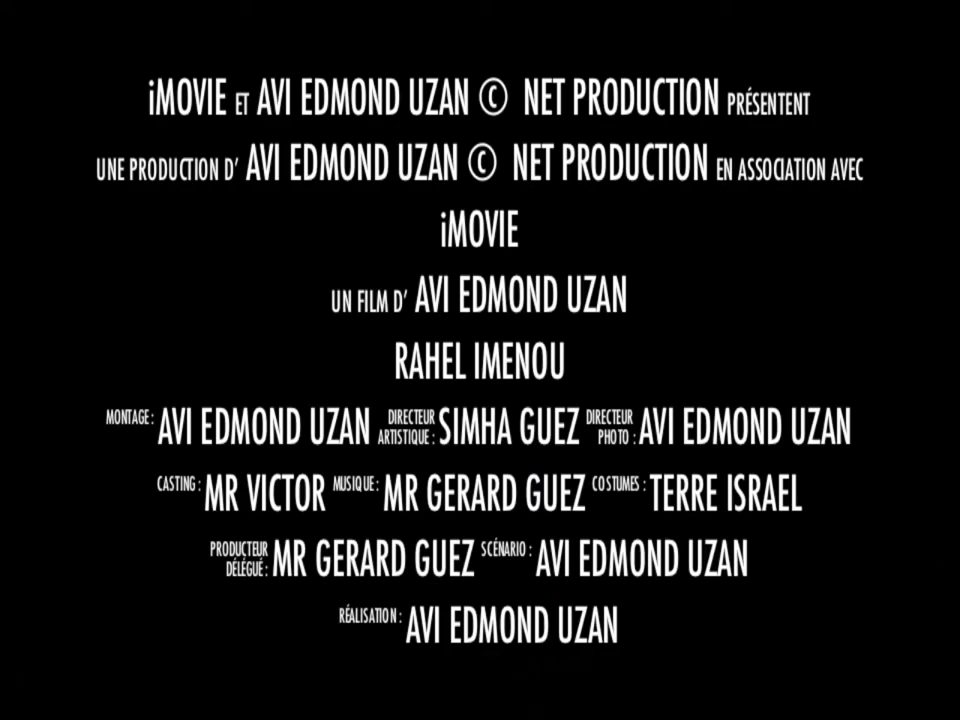 iMOVIE ET AVI EDMOND UZAN © NET PRODUCTION PRÉSENTENT
UNE PRODUCTION D' AVI EDMOND UZAN © NET PRODUCTION EN ASSOCIATION AVEC
iMOVIE
UN FILM D' AVI EDMOND UZAN
RAHEL IMENOU
MONTAGE : AVI EDMOND UZAN DIRECTEUR ARTISTIQUE : SIMHA GUEZ DIRECTEUR PHOTO : AVI EDMOND UZAN
CASTING : MR VICTOR MUSIQUE : MR GERARD GUEZ COSTUMES : TERRE ISRAEL
PRODUCTEUR DÉLÉGUÉ : MR GERARD GUEZ SCÉNARIO : AVI EDMOND UZAN
RÉALISATION : AVI EDMOND UZAN